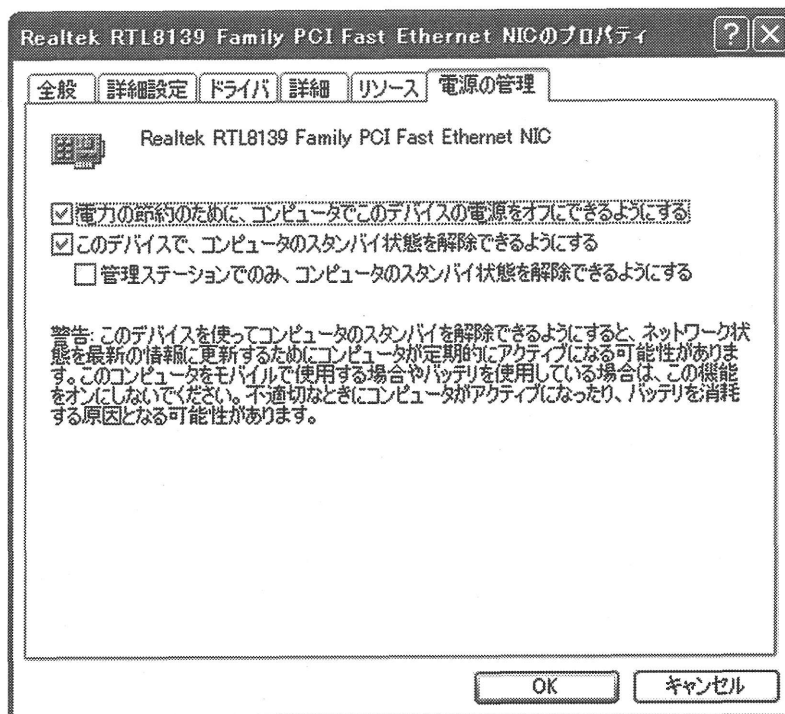 Realtek RTL8139 Family PCI Fast Ethernet NICのプロパティ
全般 詳細設定 ドライバ 詳細 リソース 電源の管理
Realtek RTL8139 Family PCI Fast Ethernet NIC
電力の節約のために、コンピュータでこのデバイスの電源をオフにできるようにする
このデバイスで、コンピュータのスタンバイ状態を解除できるようにする
管理ステーションでのみ、コンピュータのスタンバイ状態を解除できるようにする
警告: このデバイスを使ってコンピュータのスタンバイを解除できるようにすると、ネットワーク状
態を最新の情報に更新するためにコンピュータが定期的にアクティブになる可能性がありま
す。このコンピュータをモバイルで使用する場合やバッテリを使用している場合は、この機能
をオンにしないでください。不適切なときにコンピュータがアクティブになったり、バッテリを消耗
する原因となる可能性があります。
OK キャンセル